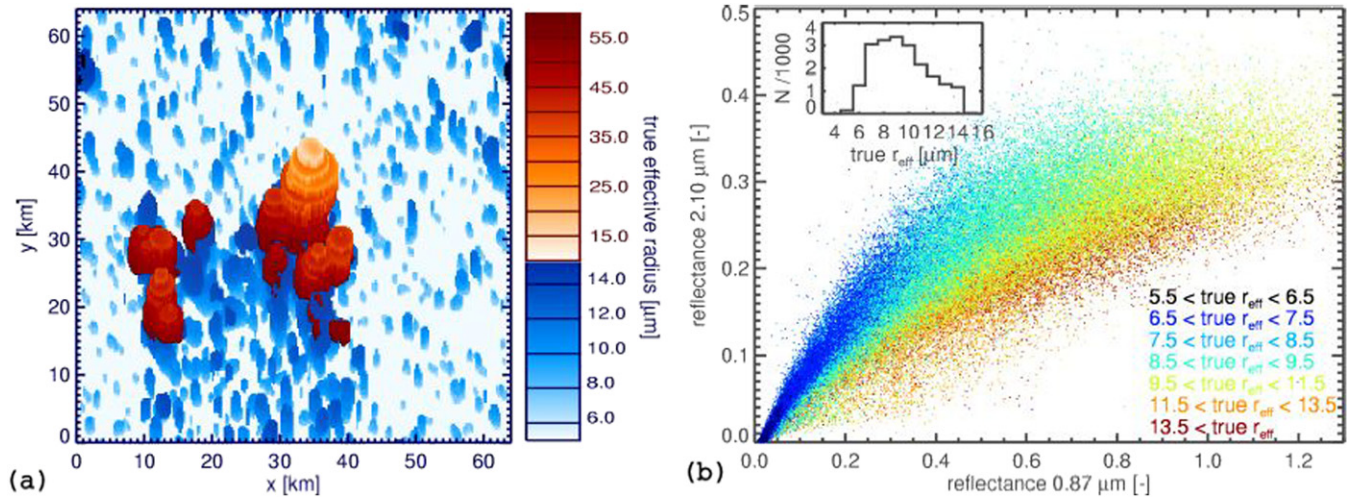 60
50
40
30
20
10
0
y [km]
0 10 20 30 40 50 60
x [km]
(a)
55.0
45.0
35.0
25.0
15.0
14.0
12.0
10.0
8.0
6.0
true effective radius [μm]
0.5
0.4
0.3
0.2
0.1
0.0
reflectance 2.10 μm [-]
4
3
2
1
0
N /1000
4 6 8 10 12 14 16
true r_eff [μm]
5.5 < true r_eff < 6.5
6.5 < true r_eff < 7.5
7.5 < true r_eff < 8.5
8.5 < true r_eff < 9.5
9.5 < true r_eff < 11.5
11.5 < true r_eff < 13.5
13.5 < true r_eff
0.0 0.2 0.4 0.6 0.8 1.0 1.2
reflectance 0.87 μm [-]
(b)